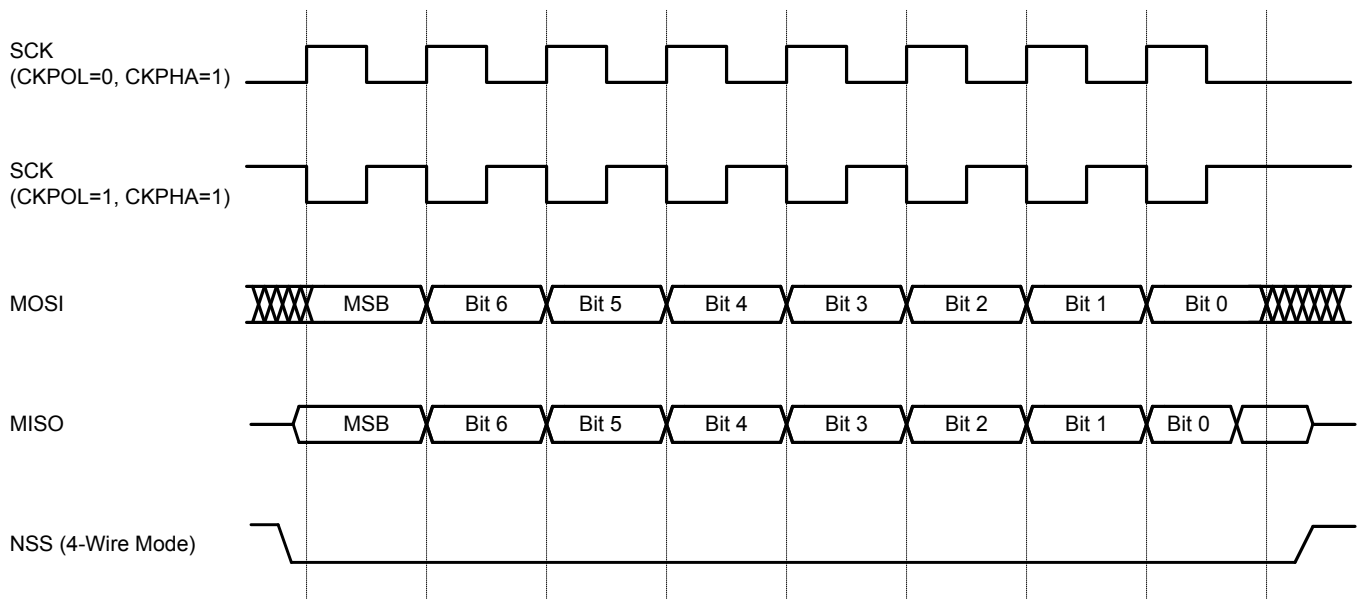 SCK
(CKPOL=0, CKPHA=1)
SCK
(CKPOL=1, CKPHA=1)
MOSI
MSB Bit 6 Bit 5 Bit 4 Bit 3 Bit 2 Bit 1 Bit 0
MISO
MSB Bit 6 Bit 5 Bit 4 Bit 3 Bit 2 Bit 1 Bit 0
NSS (4-Wire Mode)